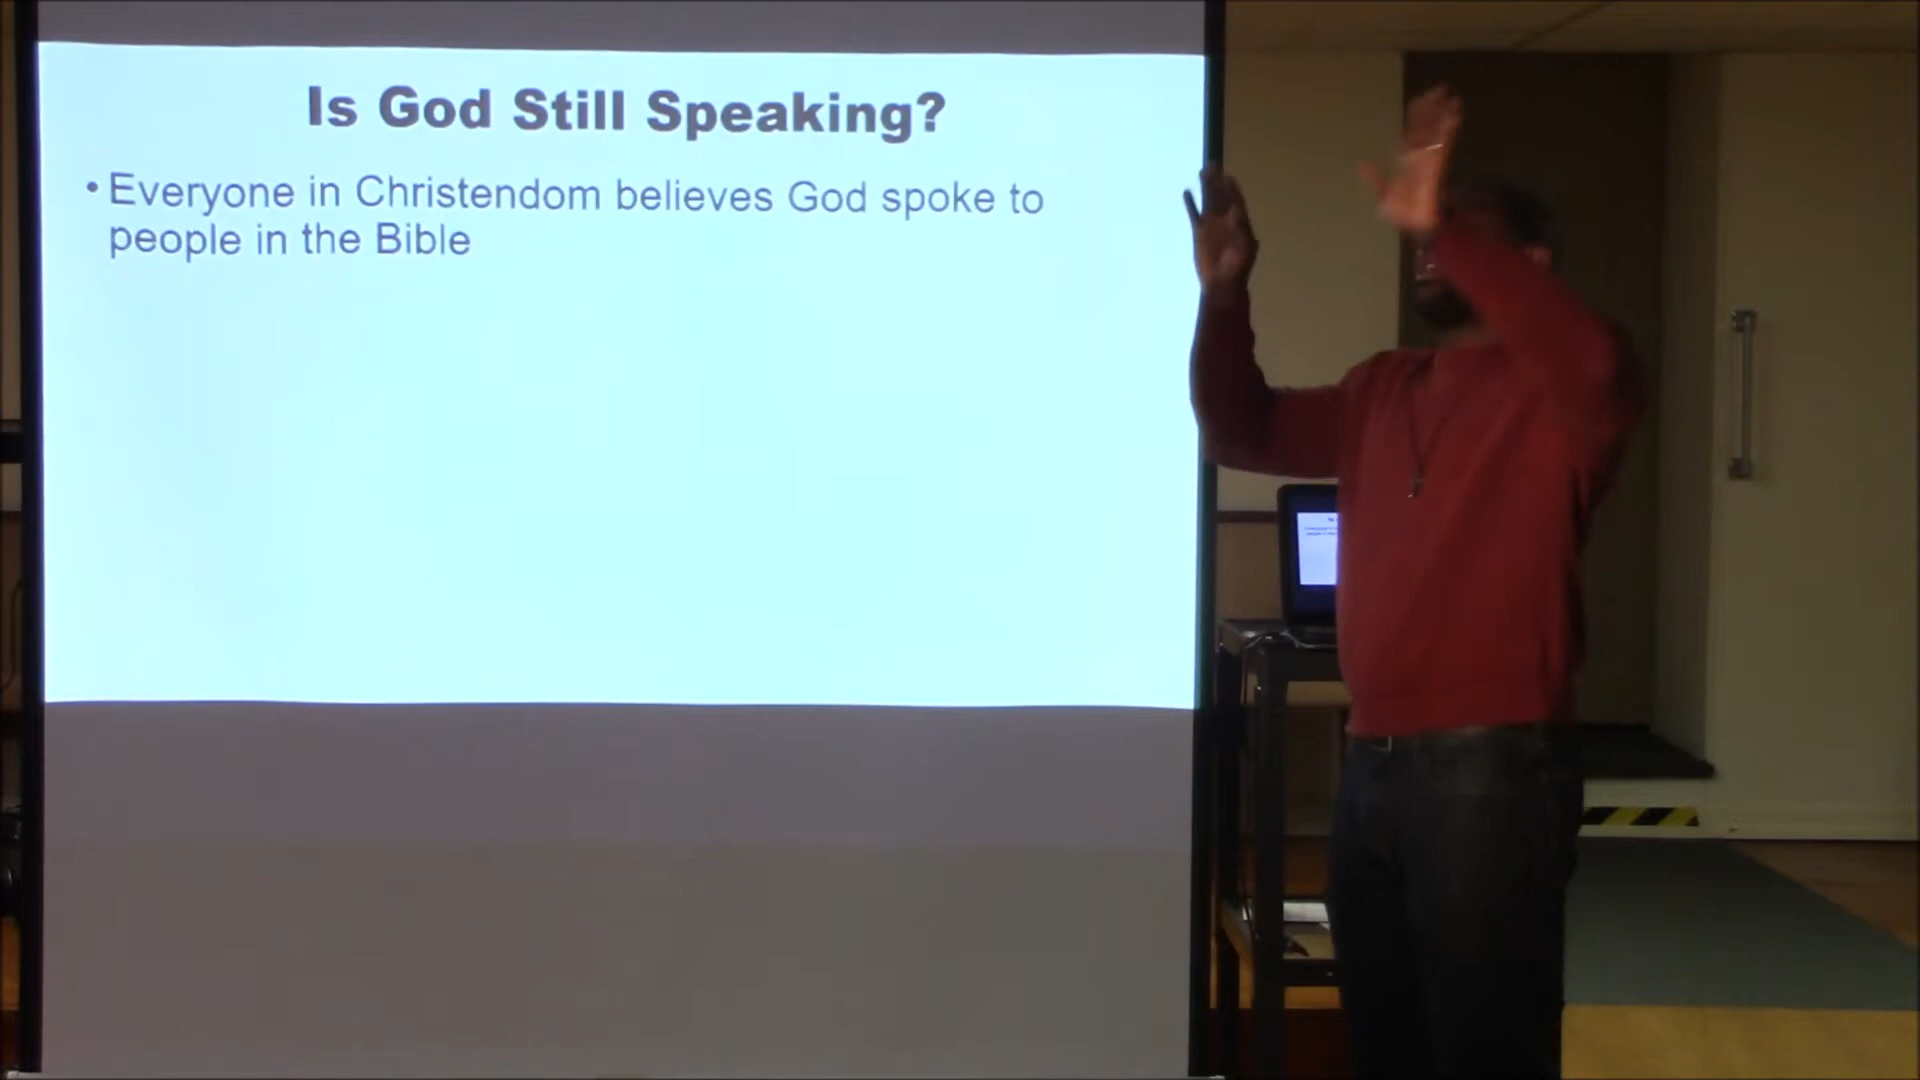 Is God Still Speaking?
• Everyone in Christendom believes God spoke to
people in the Bible